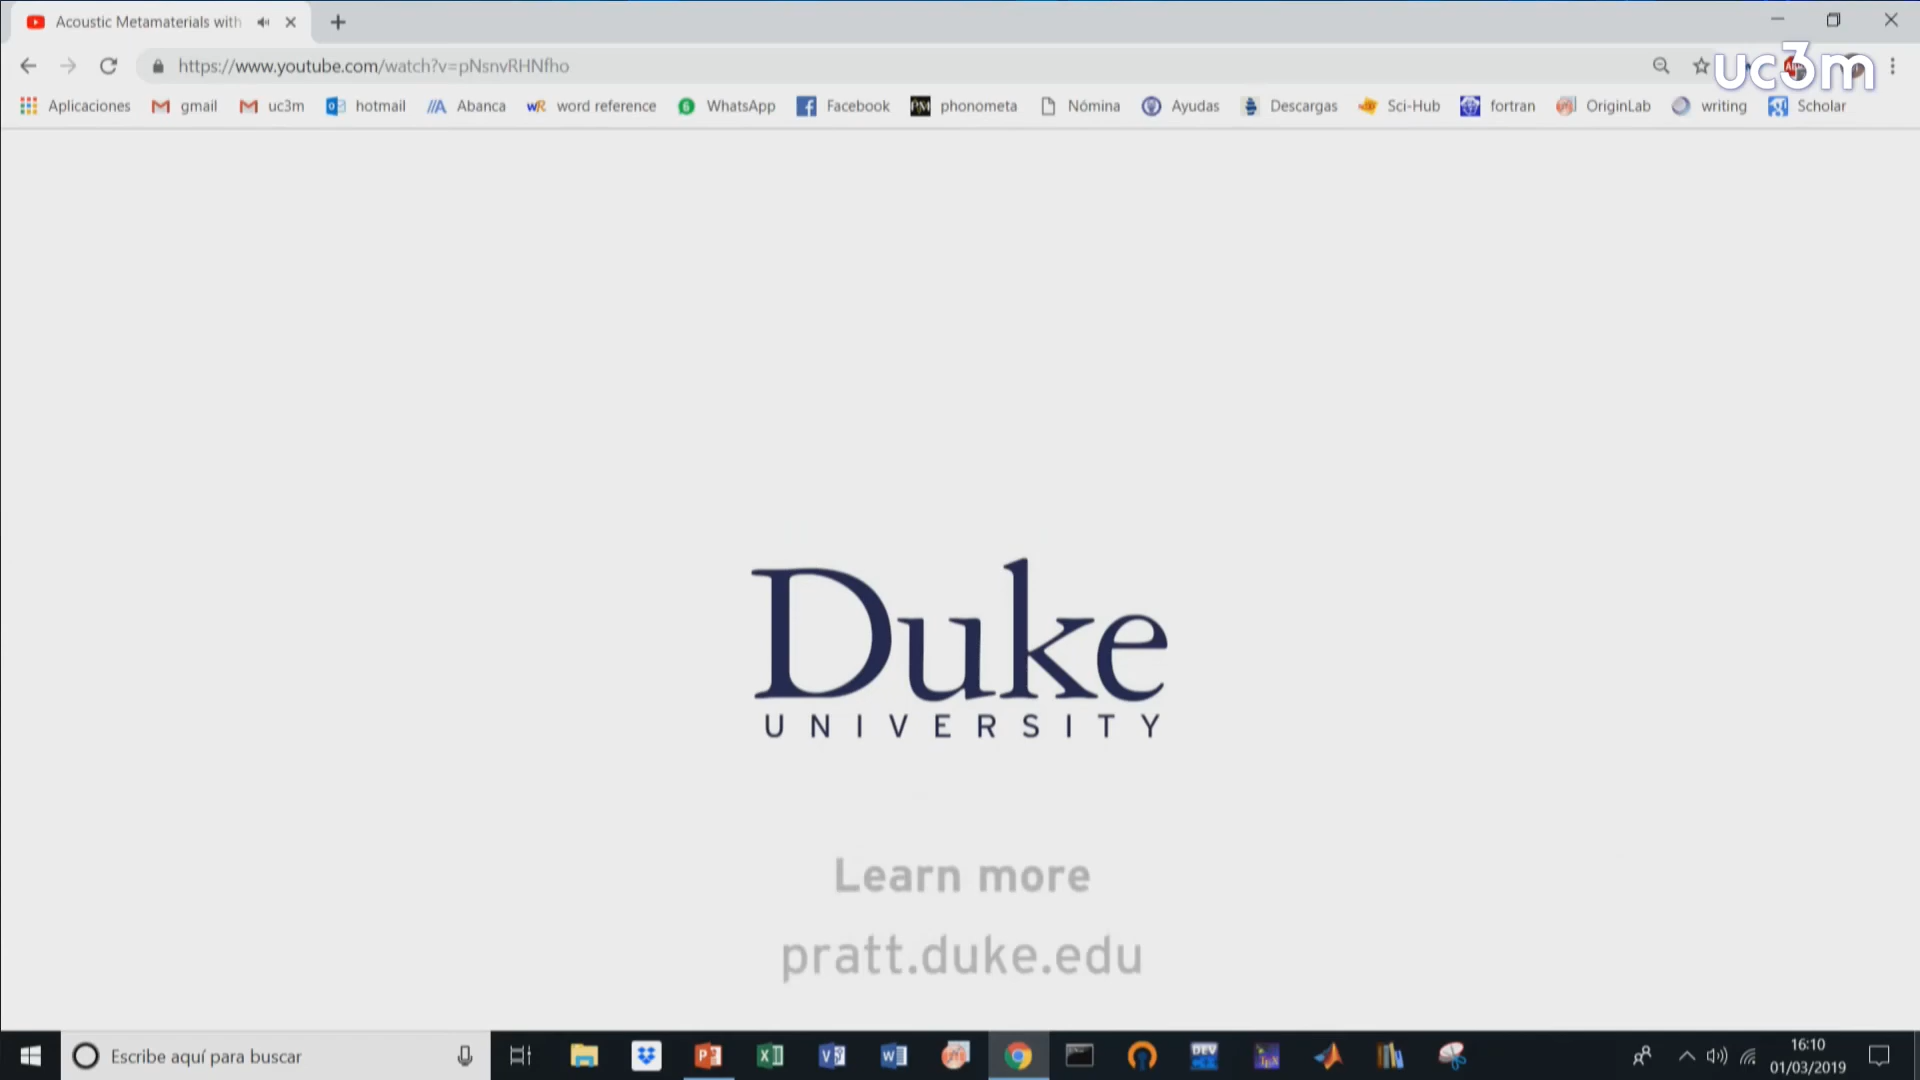 Acoustic Metamaterials with
https://www.youtube.com/watch?v=pNsnvRHNfho
uc3m
Aplicaciones gmail uc3m hotmail Abanca word reference WhatsApp Facebook phonometa Nómina Ayudas Descargas Sci-Hub fortran OriginLab writing Scholar
Duke
UNIVERSITY
Learn more
pratt.duke.edu
Escribe aquí para buscar
16:10
01/03/2019